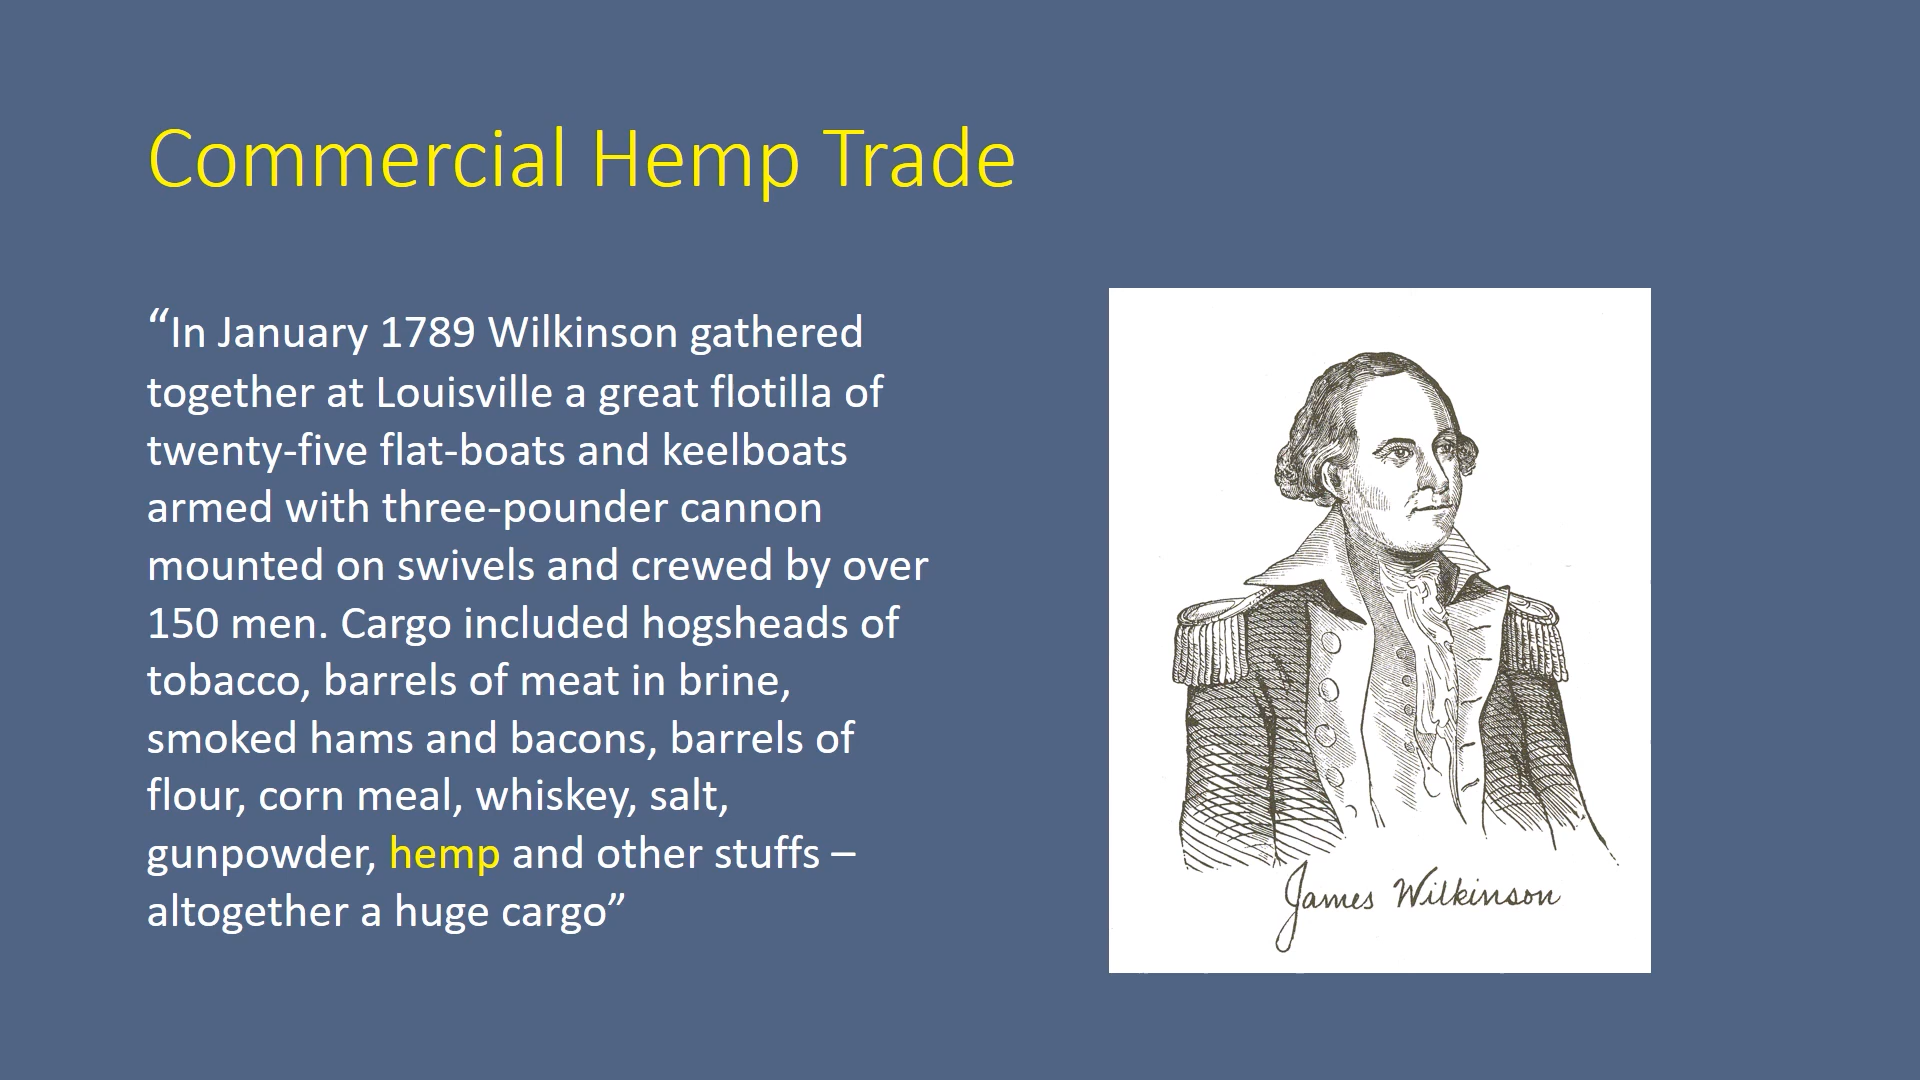 Commercial Hemp Trade
“In January 1789 Wilkinson gathered
together at Louisville a great flotilla of
twenty-five flat-boats and keelboats
armed with three-pounder cannon
mounted on swivels and crewed by over
150 men. Cargo included hogsheads of
tobacco, barrels of meat in brine,
smoked hams and bacons, barrels of
flour, corn meal, whiskey, salt,
gunpowder, hemp and other stuffs –
altogether a huge cargo”
James Wilkinson